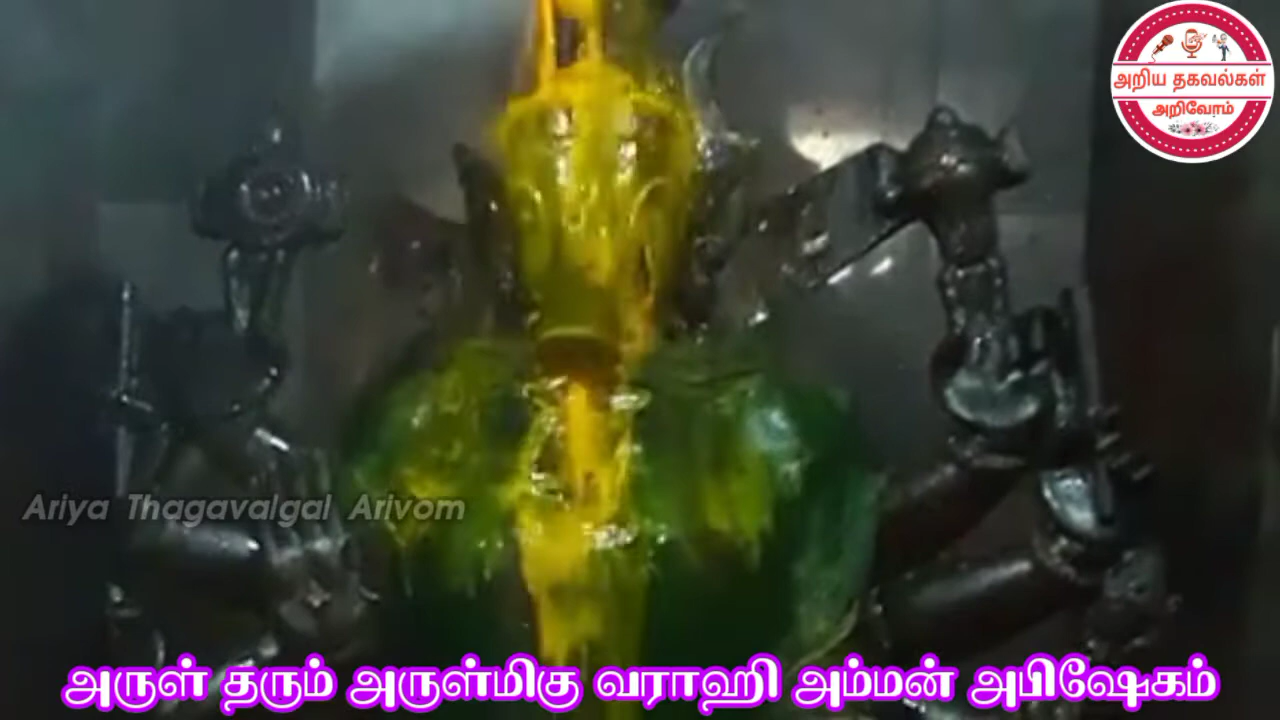 அறிய தகவல்கள்
அறிவோம்
Ariya Thagavalgal Arivom
அருள் தரும் அருள்மிகு வராஹி அம்மன் அபிஷேகம்